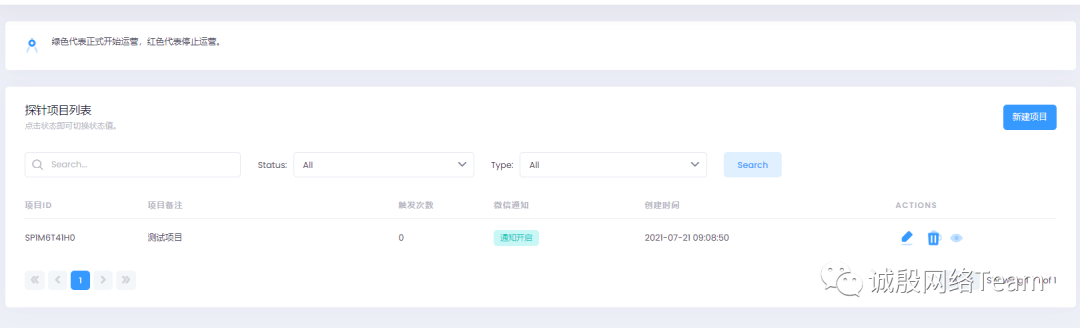 绿色代表正式开始运营，红色代表停止运营。
探针项目列表
点击状态即可切换状态值。
新建项目
Search...
Status:
All
Type:
All
Search
项目ID
项目备注
触发次数
微信通知
创建时间
ACTIONS
SP1M6T41H0
测试项目
0
通知开启
2021-07-21 09:08:50
1
诚殷网络Team
of 1